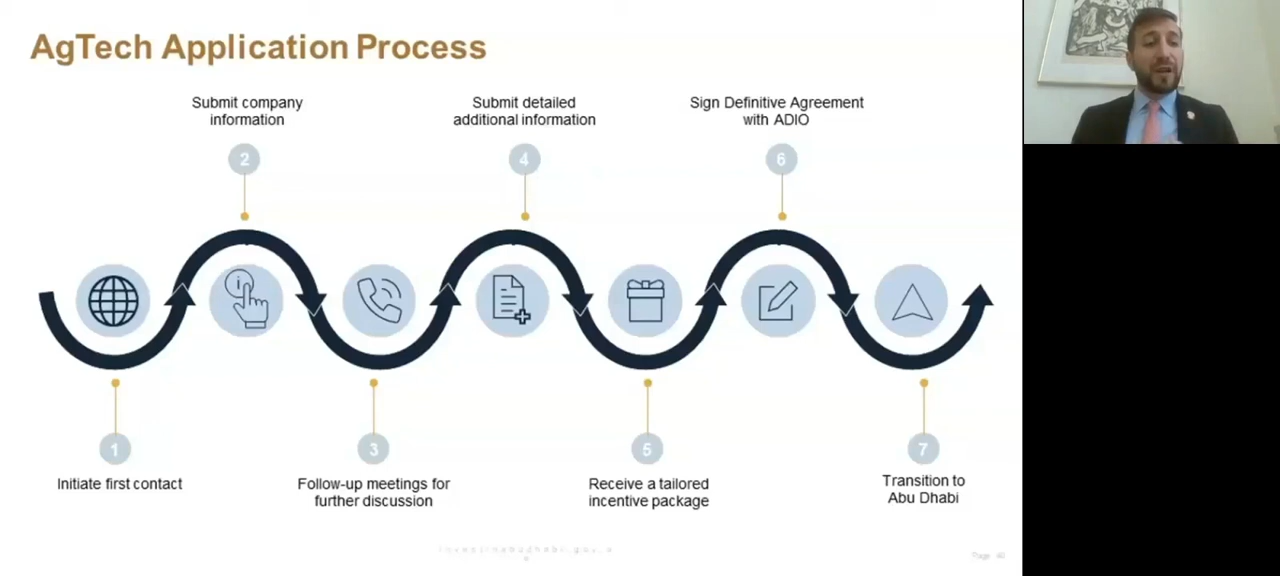 AgTech Application Process
Submit company
information
Submit detailed
additional information
Sign Definitive Agreement
with ADIO
2
4
6
i
1
3
5
7
Initiate first contact
Follow-up meetings for
further discussion
Receive a tailored
incentive package
Transition to
Abu Dhabi
Page